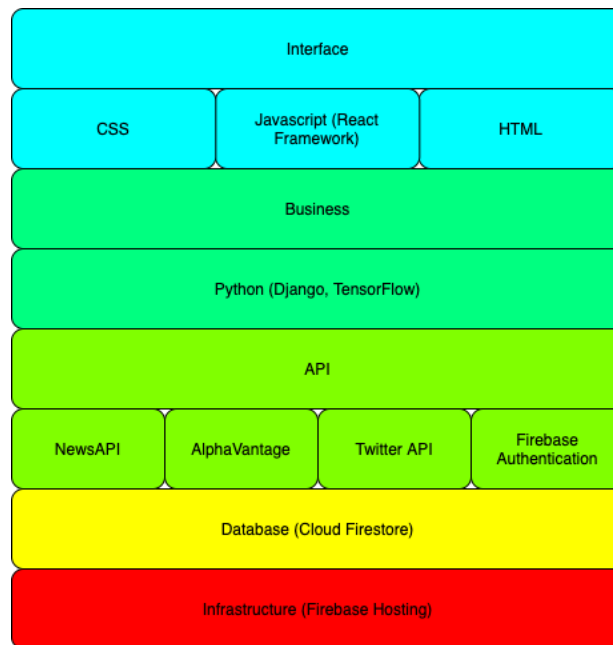 Interface
CSS
Javascript (React
Framework)
HTML
Business
Python (Django, TensorFlow)
API
NewsAPI
AlphaVantage
Twitter API
Firebase
Authentication
Database (Cloud Firestore)
Infrastructure (Firebase Hosting)